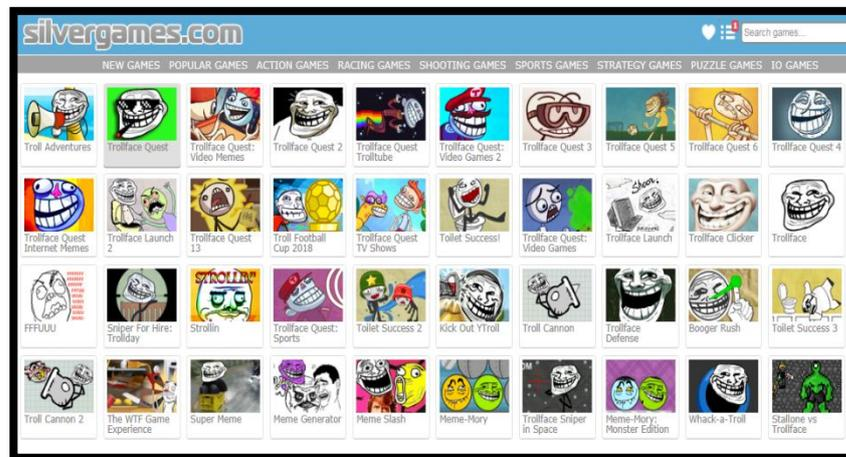 silvergames.com
1
Search games...
NEW GAMES POPULAR GAMES ACTION GAMES RACING GAMES SHOOTING GAMES SPORTS GAMES STRATEGY GAMES PUZZLE GAMES IO GAMES
Troll Adventures
Trollface Quest
Trollface Quest:
Video Memes
Trollface Quest 2
Trollface Quest
Trolltube
Trollface Quest:
Video Games 2
Trollface Quest 3
Trollface Quest 5
Trollface Quest 6
Trollface Quest 4
Trollface Quest
Internet Memes
Trollface Launch
2
Trollface Quest
13
Troll Football
Cup 2018
Trollface Quest
TV Shows
Toilet Success!
Trollface Quest:
Video Games
Shoop!
Trollface Launch
Trollface Clicker
Trollface
FFFUUU
Sniper For Hire:
Trollday
STROLLIN'
Strollin
Trollface Quest:
Sports
Toilet Success 2
Kick Out YTroll
Troll Cannon
Trollface
Defense
Booger Rush
Toilet Success 3
Troll Cannon 2
The WTF Game
Experience
Super Meme
Meme Generator
Meme Slash
Meme-Mory
Trollface Sniper
in Space
Meme-Mory:
Monster Edition
Whack-a-Troll
Stallone vs
Trollface